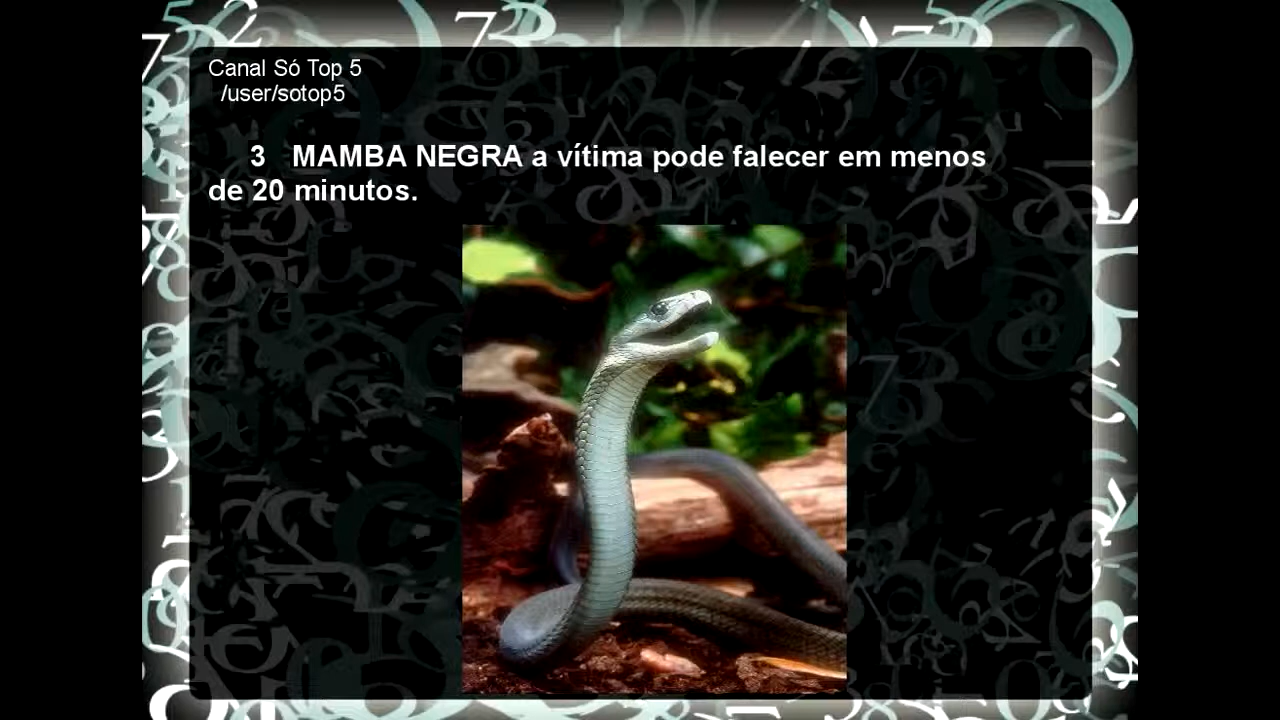 Canal Só Top 5
/user/sotop5
3 MAMBA NEGRA a vítima pode falecer em menos
de 20 minutos.